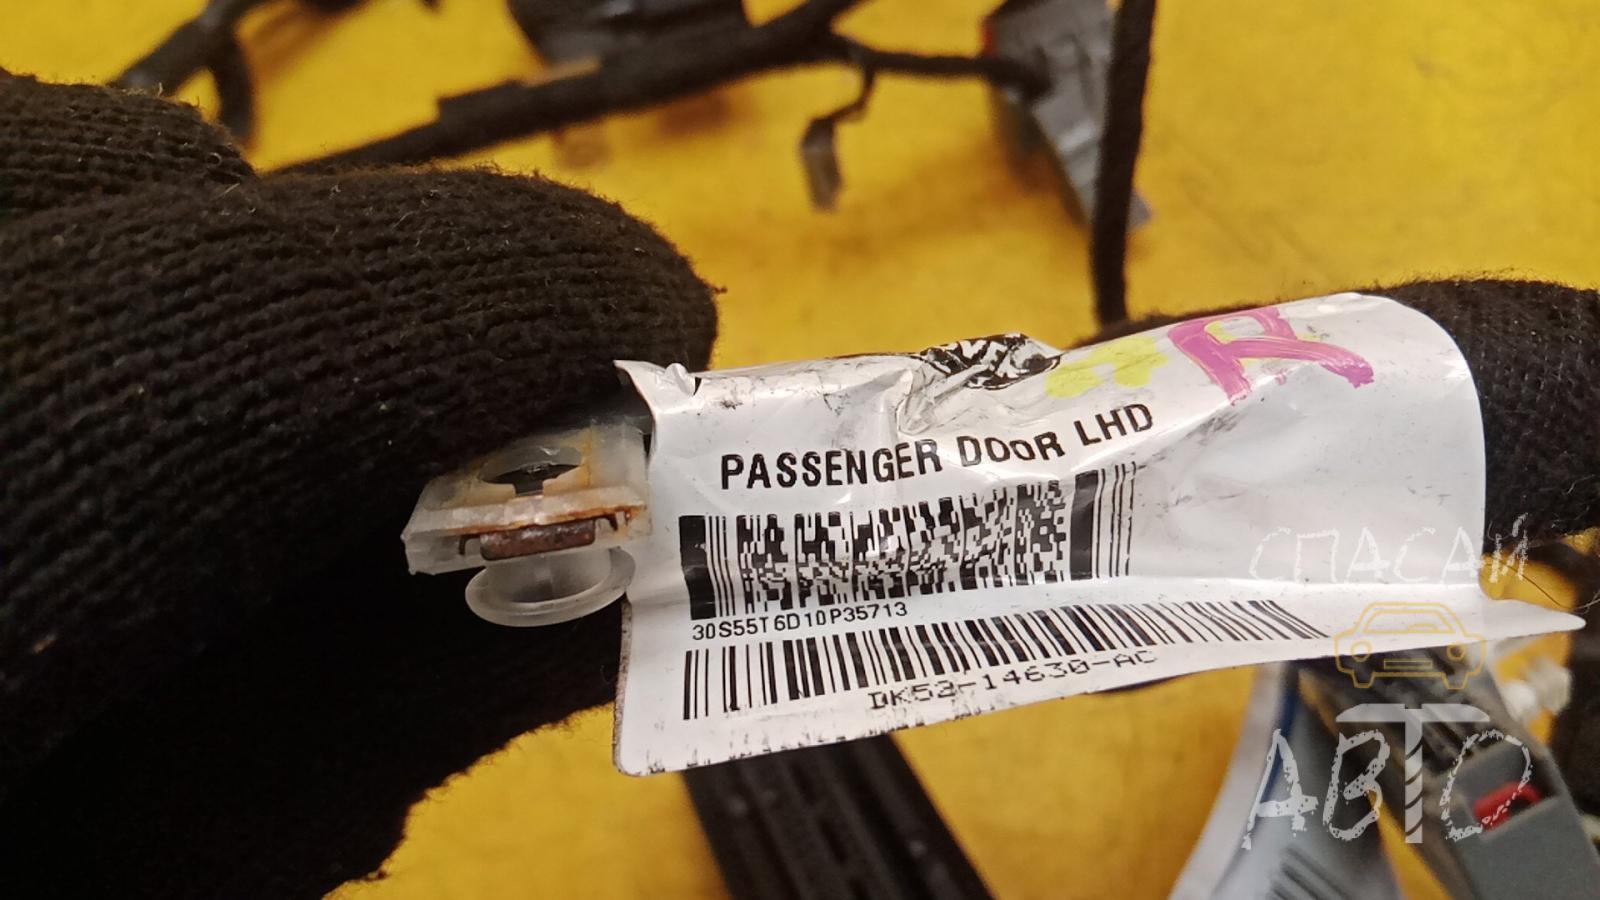 R
PASSENGER DOOR LHD
30S55T6D10P35713
DK52-14630-AC
СПАСАЙ
АВТО